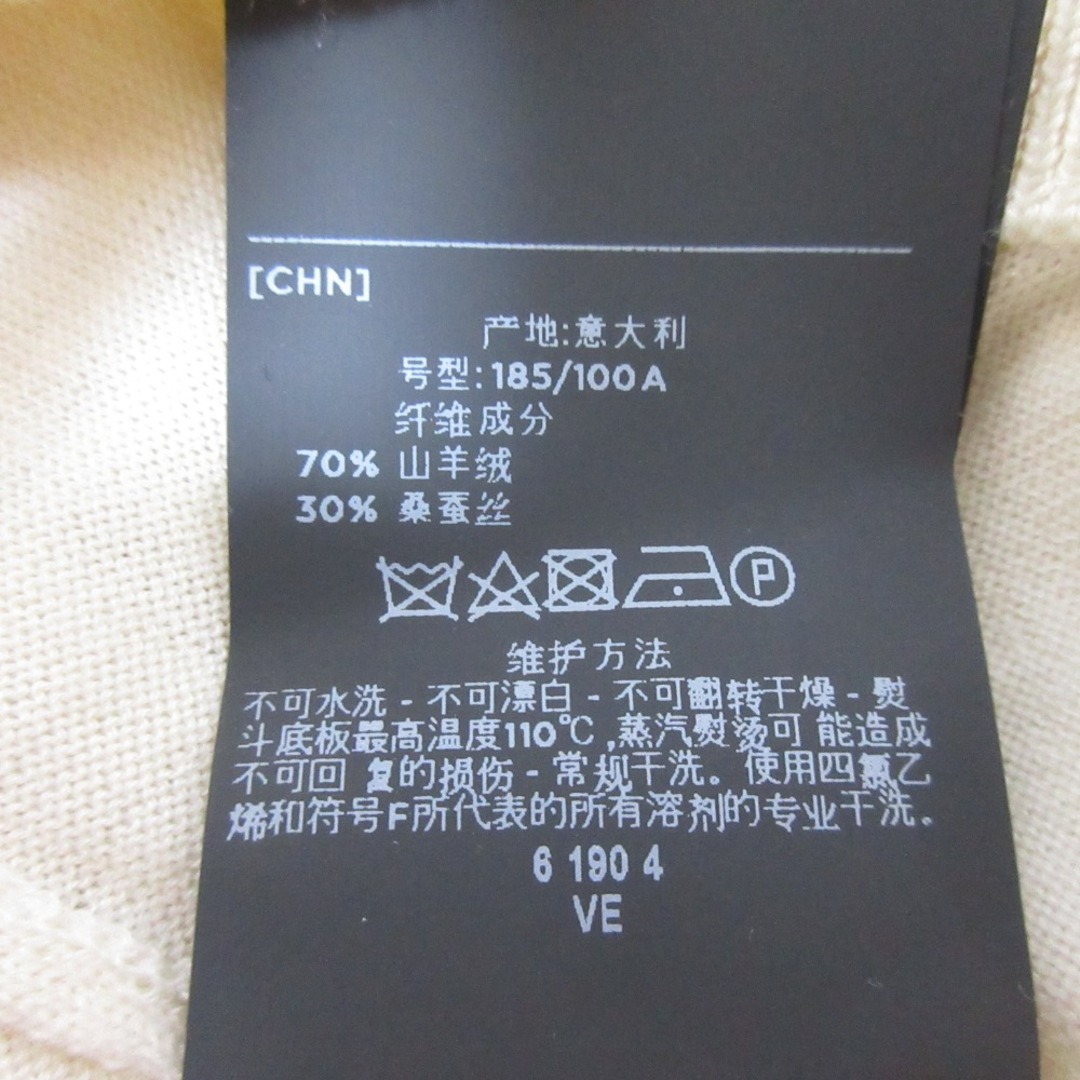 [CHN]
产地:意大利
号型:185/100A
纤维成分
70% 山羊绒
30% 桑蚕丝
P
维护方法
不可水洗 - 不可漂白 - 不可翻转干燥 - 熨
斗底板最高温度110℃,蒸汽熨烫可 能造成
不可回 复的损伤 - 常规干洗。使用四氯乙
烯和符号F所代表的所有溶剂的专业干洗。
6 190 4
VE